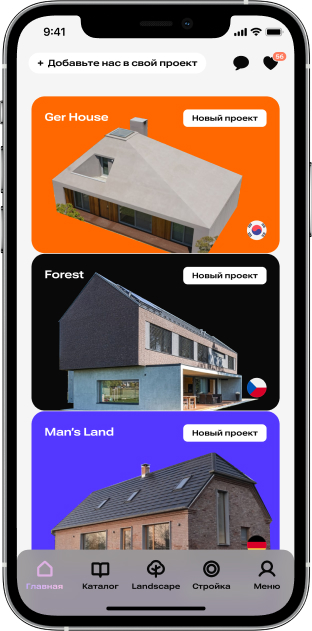 9:41
+ Добавьте нас в свой проект
56
Ger House
Новый проект
Forest
Новый проект
Man's Land
Новый проект
Главная
Каталог
Landscape
Стройка
Меню